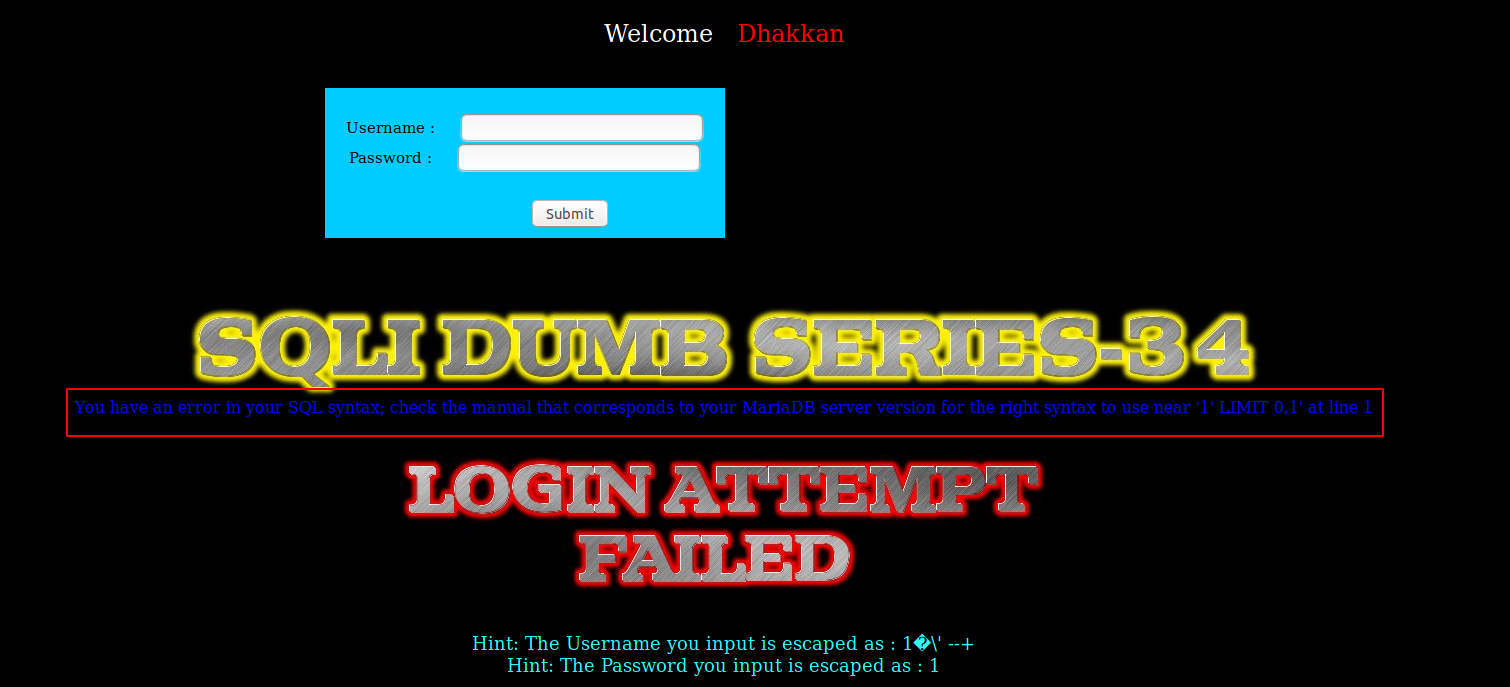 Welcome Dhakkan
Username :
Password :
Submit
SQLI DUMB SERIES-34
You have an error in your SQL syntax; check the manual that corresponds to your MariaDB server version for the right syntax to use near '1' LIMIT 0,1' at line 1
LOGIN ATTEMPT
FAILED
Hint: The Username you input is escaped as : 1�\' --+
Hint: The Password you input is escaped as : 1